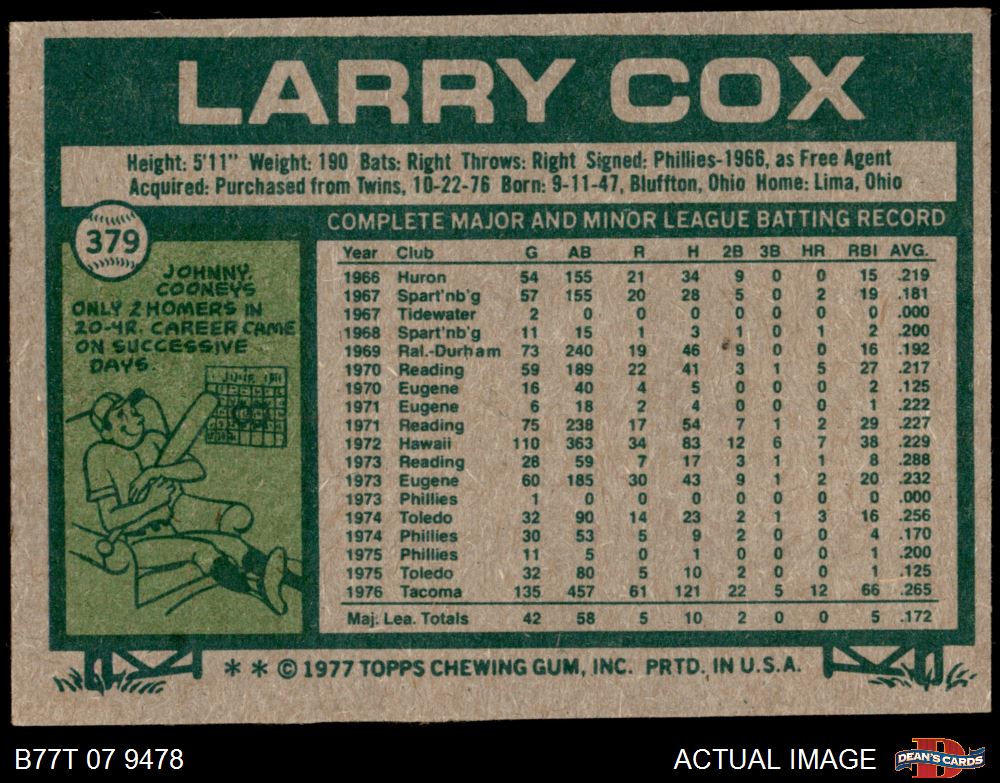 LARRY COX
Height: 5'11" Weight: 190 Bats: Right Throws: Right Signed: Phillies-1966, as Free Agent
Acquired: Purchased from Twins, 10-22-76 Born: 9-11-47, Bluffton, Ohio Home: Lima, Ohio
379
JOHNNY
COONEYS
ONLY 2 HOMERS IN
20-YR. CAREER CAME
ON SUCCESSIVE
DAYS.
COMPLETE MAJOR AND MINOR LEAGUE BATTING RECORD
Year Club G AB R H 2B 3B HR RBI AVG.
1966 Huron 54 155 21 34 9 0 0 15 .219
1967 Spart'nb'g 57 155 20 28 5 0 2 19 .181
1967 Tidewater 2 0 0 0 0 0 0 0 .000
1968 Spart'nb'g 11 15 1 3 1 0 1 2 .200
1969 Ral.-Durham 73 240 19 46 9 0 0 16 .192
1970 Reading 59 189 22 41 3 1 5 27 .217
1970 Eugene 16 40 4 5 0 0 0 2 .125
1971 Eugene 6 18 2 4 0 0 0 1 .222
1971 Reading 75 238 17 54 7 1 2 29 .227
1972 Hawaii 110 363 34 83 12 6 7 38 .229
1973 Reading 28 59 7 17 3 1 1 8 .288
1973 Eugene 60 185 30 43 9 1 2 20 .232
1973 Phillies 1 0 0 0 0 0 0 0 .000
1974 Toledo 32 90 14 23 2 1 3 16 .256
1974 Phillies 30 53 5 9 2 0 0 4 .170
1975 Phillies 11 5 0 1 0 0 0 1 .200
1975 Toledo 32 80 5 10 2 0 0 1 .125
1976 Tacoma 135 457 61 121 22 5 12 66 .265
Maj. Lea. Totals 42 58 5 10 2 0 0 5 .172
* * © 1977 TOPPS CHEWING GUM, INC. PRTD. IN U.S.A.
B77T 07 9478
ACTUAL IMAGE
DEAN'S CARDS